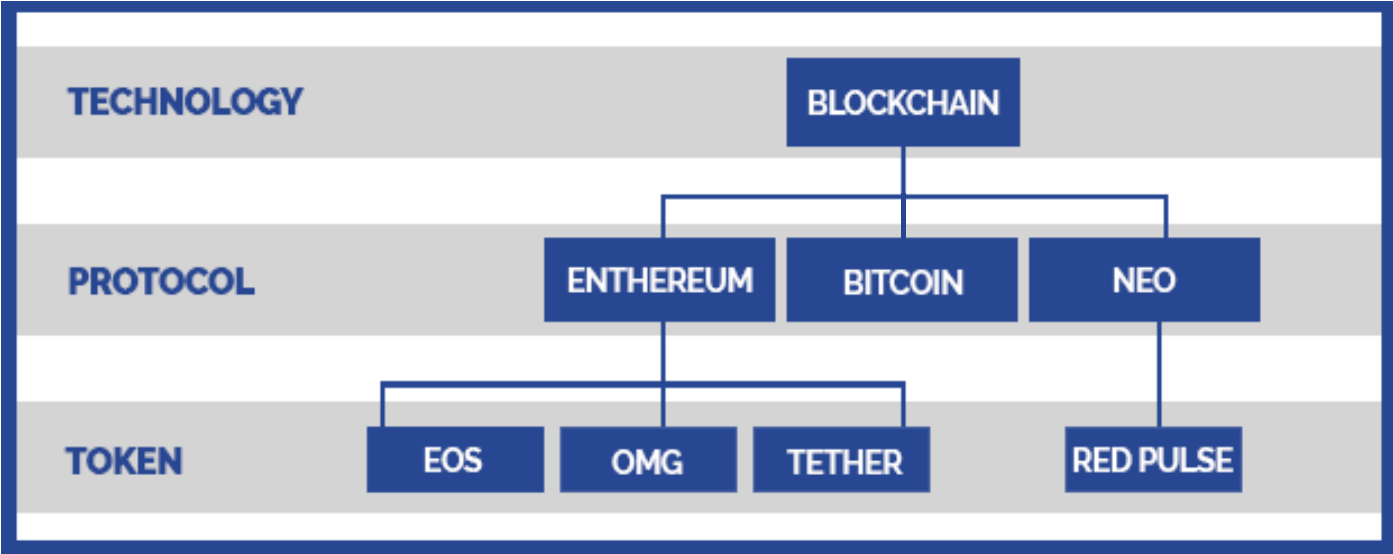 TECHNOLOGY
BLOCKCHAIN
PROTOCOL
ENTHEREUM
BITCOIN
NEO
TOKEN
EOS
OMG
TETHER
RED PULSE